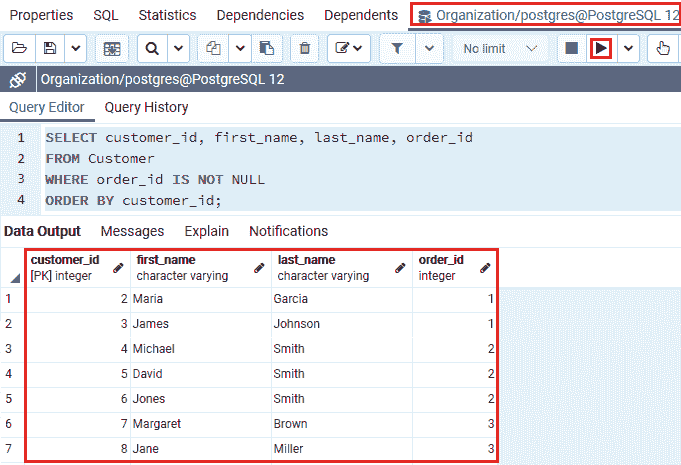 Properties SQL Statistics Dependencies Dependents Organization/postgres@PostgreSQL 12
No limit
Organization/postgres@PostgreSQL 12
Query Editor Query History
1 SELECT customer_id, first_name, last_name, order_id
2 FROM Customer
3 WHERE order_id IS NOT NULL
4 ORDER BY customer_id;
Data Output Messages Explain Notifications
customer_id first_name last_name order_id
[PK] integer character varying character varying integer
1 2 Maria Garcia 1
2 3 James Johnson 1
3 4 Michael Smith 2
4 5 David Smith 2
5 6 Jones Smith 2
6 7 Margaret Brown 3
7 8 Jane Miller 3